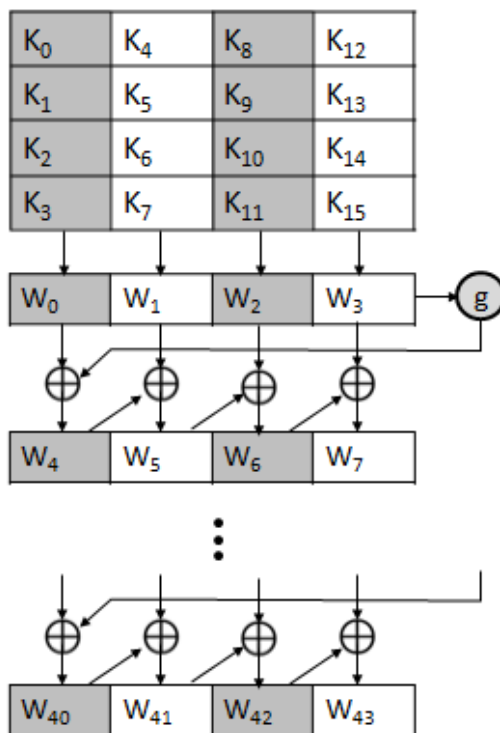 K₀ K₄ K₈ K₁₂
K₁ K₅ K₉ K₁₃
K₂ K₆ K₁₀ K₁₄
K₃ K₇ K₁₁ K₁₅
W₀ W₁ W₂ W₃ g
W₄ W₅ W₆ W₇
W₄₀ W₄₁ W₄₂ W₄₃